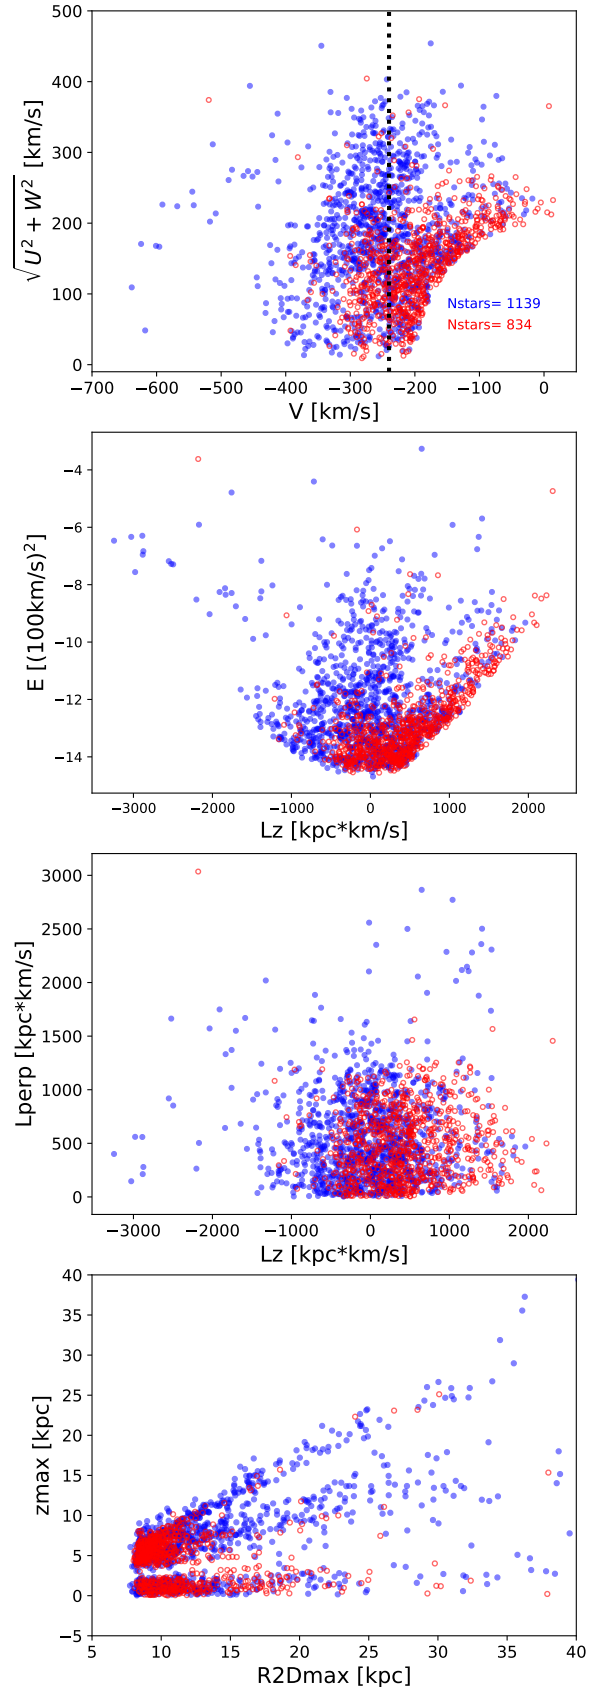 500
400
300
200
100
0
√U² + W² [km/s]
Nstars= 1139
Nstars= 834
−700 −600 −500 −400 −300 −200 −100 0
V [km/s]
−4
−6
−8
−10
−12
−14
E [(100km/s)²]
−3000 −2000 −1000 0 1000 2000
Lz [kpc*km/s]
3000
2500
2000
1500
1000
500
0
Lperp [kpc*km/s]
−3000 −2000 −1000 0 1000 2000
Lz [kpc*km/s]
40
35
30
25
20
15
10
5
0
−5
zmax [kpc]
5 10 15 20 25 30 35 40
R2Dmax [kpc]